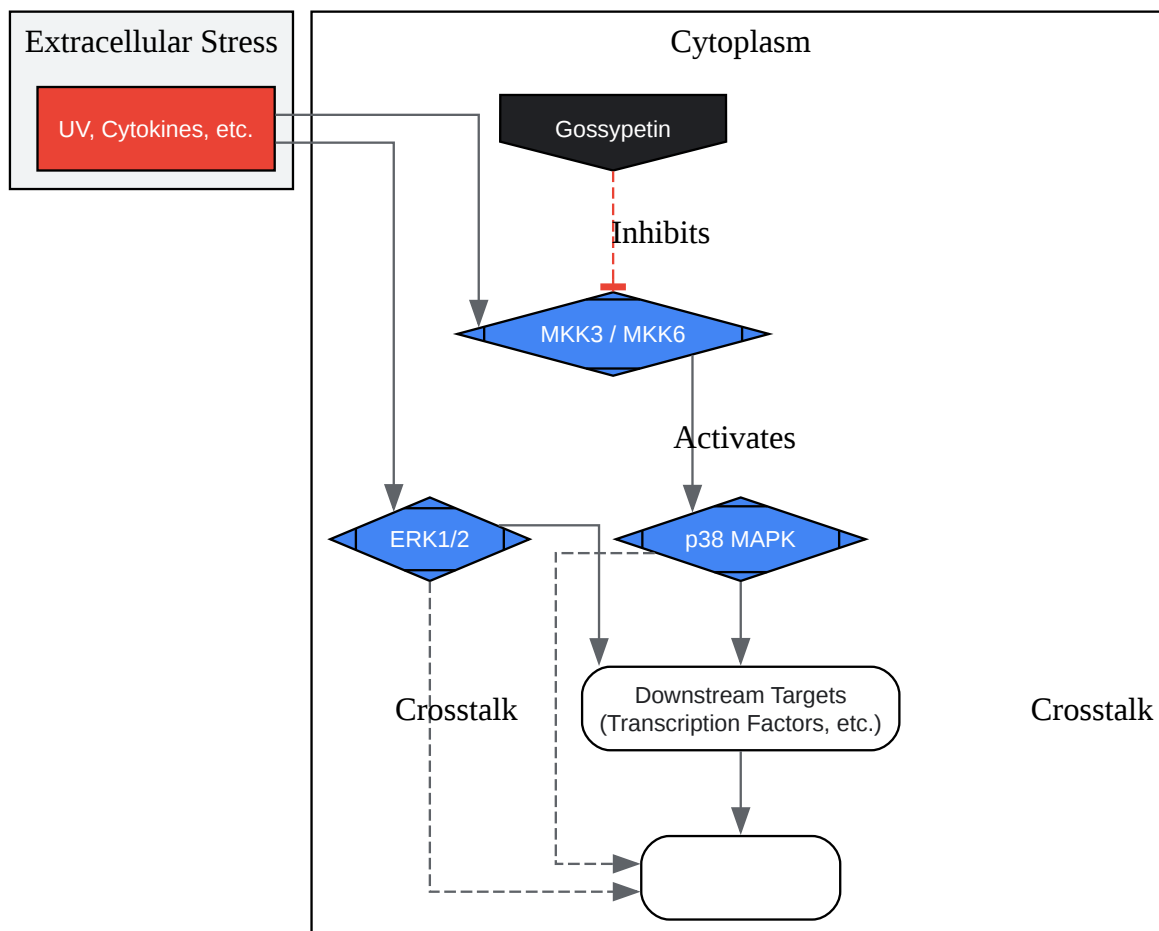 Extracellular Stress
Cytoplasm
UV, Cytokines, etc.
Gossypetin
Inhibits
MKK3 / MKK6
Activates
ERK1/2
p38 MAPK
Downstream Targets
(Transcription Factors, etc.)
Crosstalk
Crosstalk